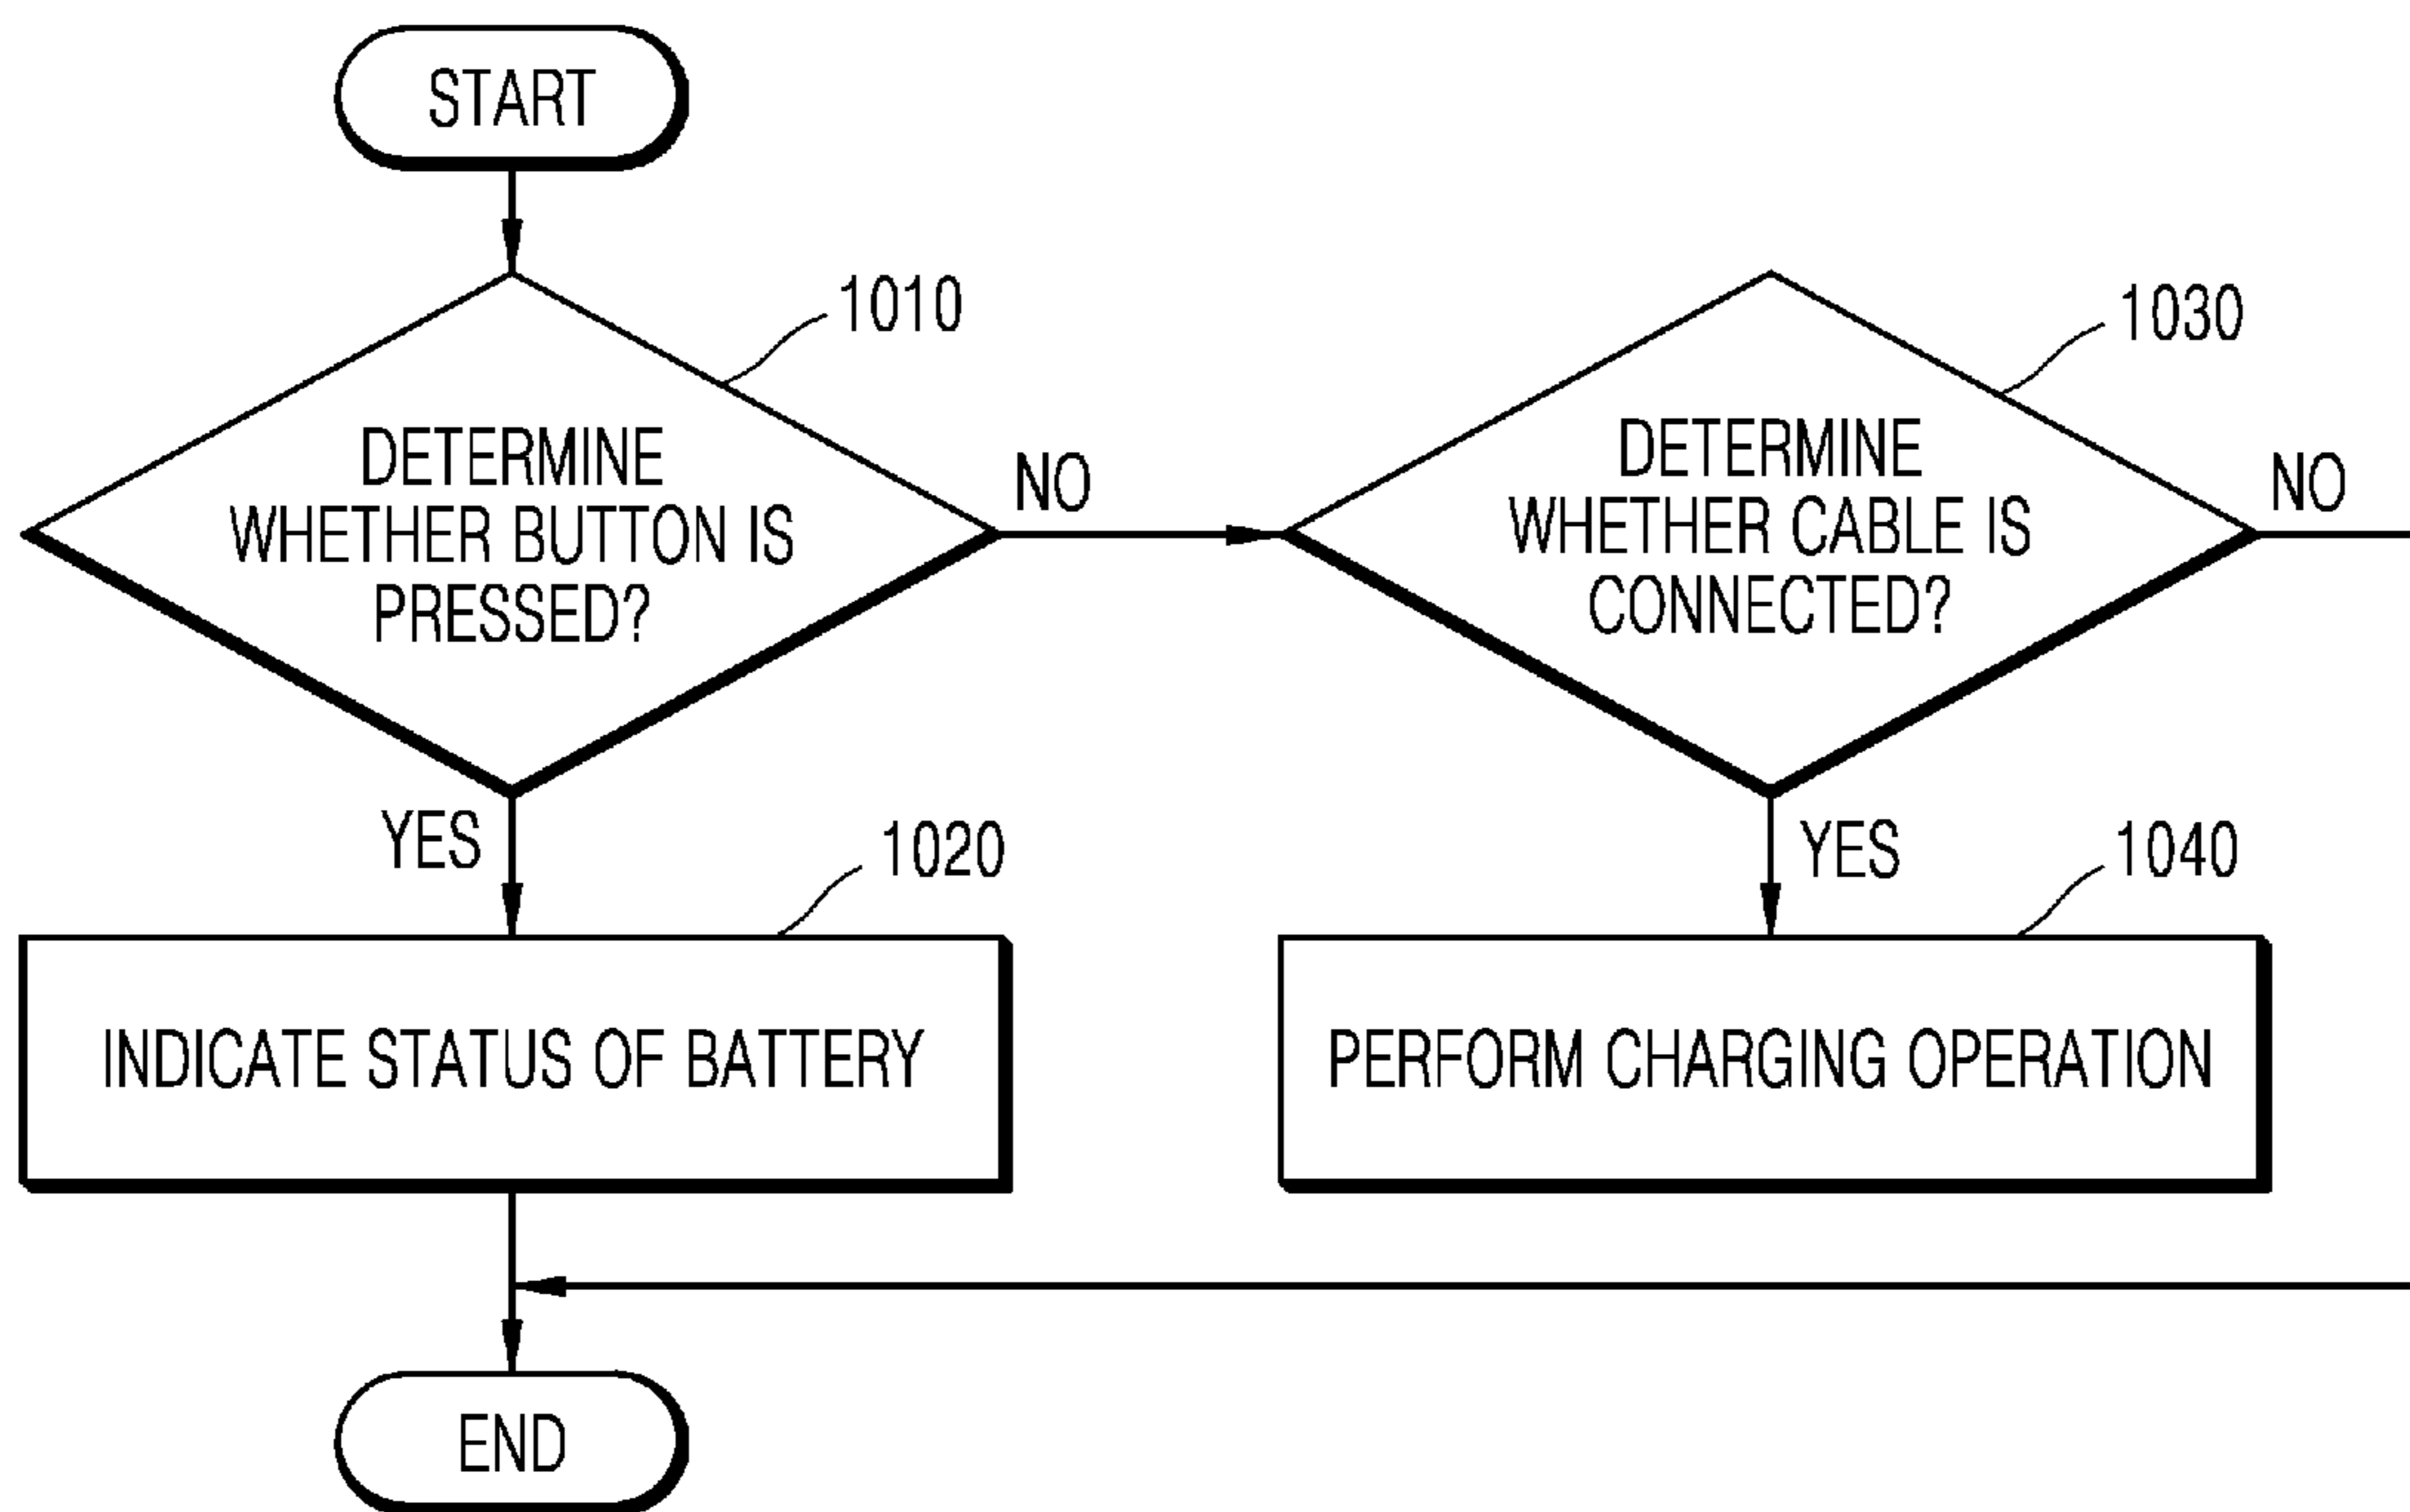 START
1010
DETERMINE
WHETHER BUTTON IS
PRESSED?
NO
1030
DETERMINE
WHETHER CABLE IS
CONNECTED?
NO
YES
1020
INDICATE STATUS OF BATTERY
YES
1040
PERFORM CHARGING OPERATION
END